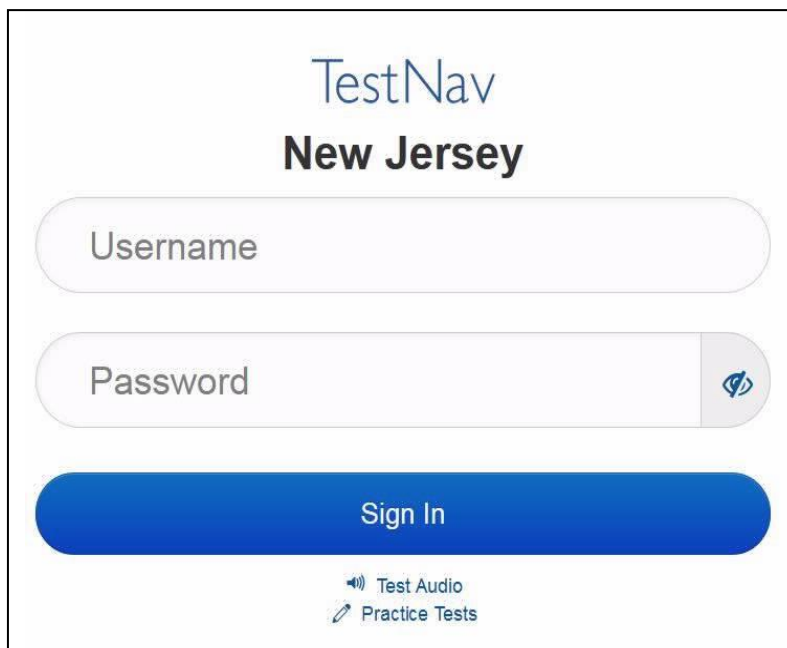 TestNav
New Jersey
Username
Password
Sign In
Test Audio
Practice Tests